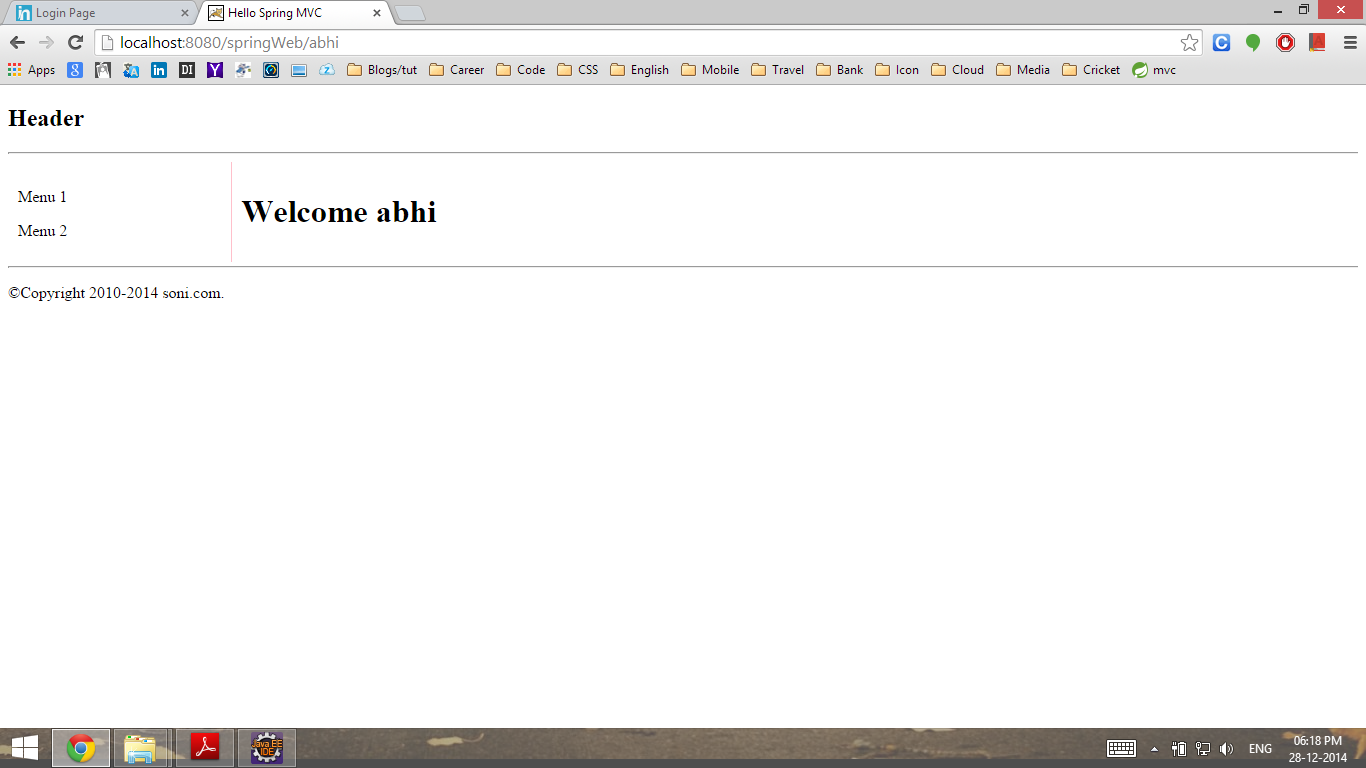 in Login Page × Hello Spring MVC ×
localhost:8080/springWeb/abhi
Apps 8 in DI Y Blogs/tut Career Code CSS English Mobile Travel Bank Icon Cloud Media Cricket mvc
Header
Menu 1
Welcome abhi
Menu 2
©Copyright 2010-2014 soni.com.
Java EE
IDE
ENG
06:18 PM
28-12-2014